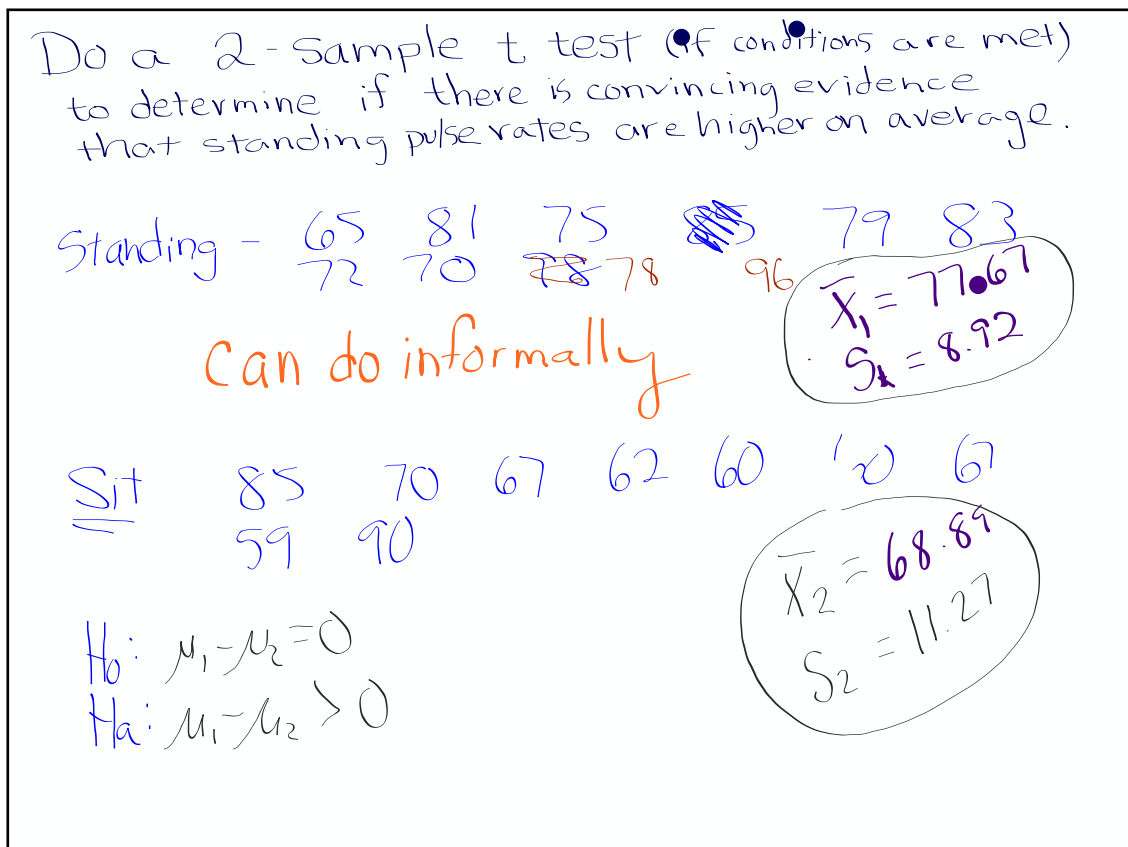 Do a 2-sample t test (if conditions are met)
to determine if there is convincing evidence
that standing pulse rates are higher on average.
Standing - 65 81 75 79 83
72 70 78 78 96
x̄₁ = 77.67
S₁ = 8.92
Can do informally
Sit 85 70 67 62 60 67
59 90
x̄₂ = 68.89
S₂ = 11.27
Ho: μ₁-μ₂=0
Ha: μ₁-μ₂>0